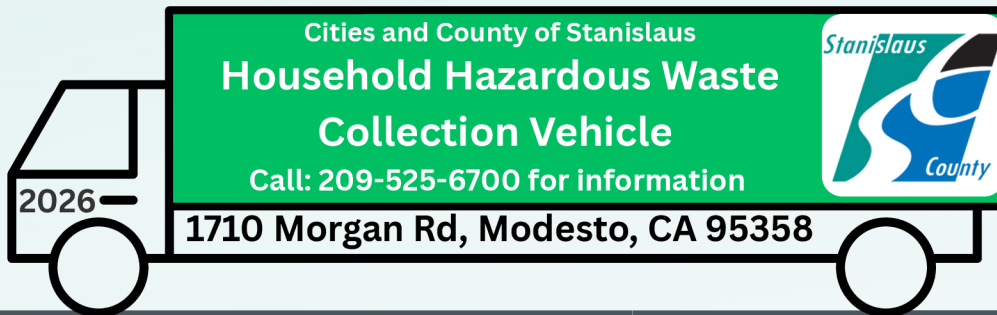 Cities and County of Stanislaus
Household Hazardous Waste
Collection Vehicle
Call: 209-525-6700 for information
Stanislaus
County
2026
1710 Morgan Rd, Modesto, CA 95358